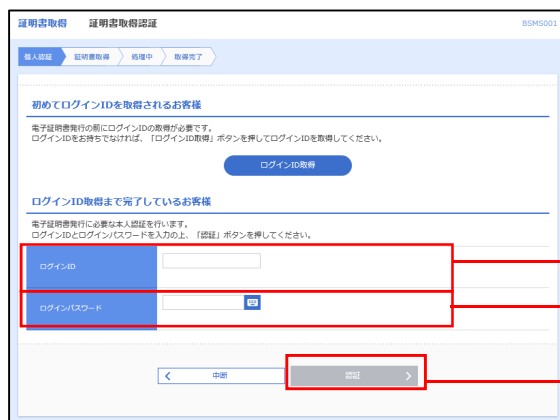 証明書取得 証明書取得認証 BSMS001
個人認証 証明書取得 処理中 取得完了
初めてログインIDを取得されるお客様
電子証明書発行の前にログインIDの取得が必要です。
ログインIDをお持ちでなければ、「ログインID取得」ボタンを押してログインIDを取得してください。
ログインID取得
ログインID取得まで完了しているお客様
電子証明書発行に必要な本人認証を行います。
ログインIDとログインパスワードを入力の上、「認証」ボタンを押してください。
ログインID
ログインパスワード
中断 認証